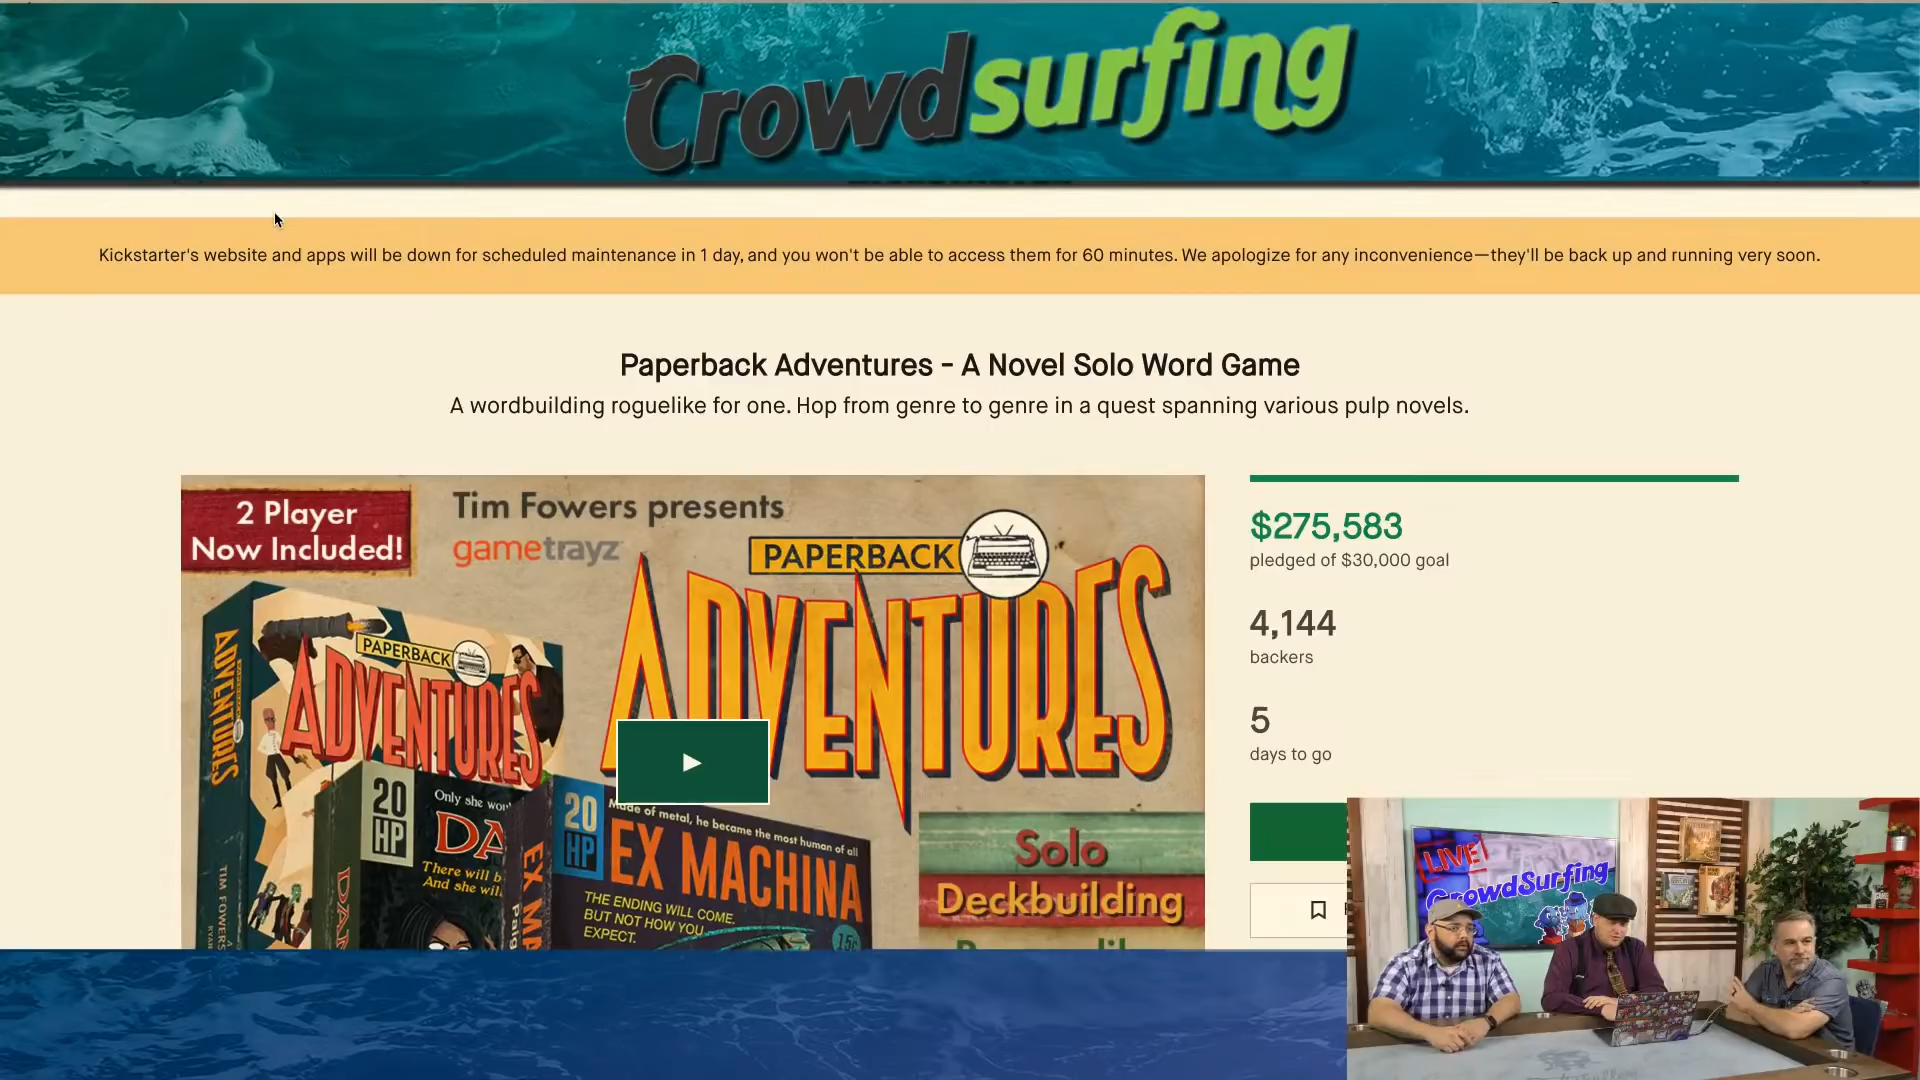 Crowdsurfing
Kickstarter's website and apps will be down for scheduled maintenance in 1 day, and you won't be able to access them for 60 minutes. We apologize for any inconvenience—they'll be back up and running very soon.
Paperback Adventures - A Novel Solo Word Game
A wordbuilding roguelike for one. Hop from genre to genre in a quest spanning various pulp novels.
2 Player
Now Included!
Tim Fowers presents
gametrayz
PAPERBACK
ADVENTURES
PAPERBACK
ADVENTURES
ADVENTURES
TIM FOWERS
20
HP
Only she wou
DA
There will b
And she will
20
HP
Made of metal, he became the most human of all
EX MACHINA
THE ENDING WILL COME.
BUT NOT HOW YOU
EXPECT.
15¢
Solo
Deckbuilding
$275,583
pledged of $30,000 goal
4,144
backers
5
days to go
LIVE!
CrowdSurfing